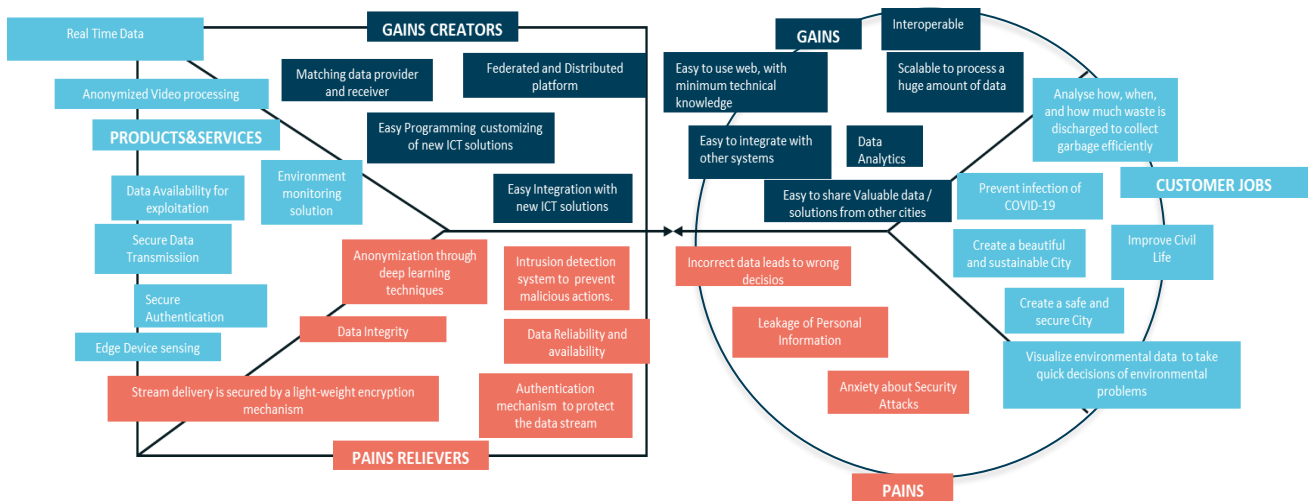 Real Time Data
GAINS CREATORS
Matching data provider
and receiver
Federated and Distributed
platform
Anonymized Video processing
PRODUCTS&SERVICES
Easy Programming customizing
of new ICT solutions
Environment
monitoring
solution
Data Availability for
exploitation
Easy Integration with
new ICT solutions
Secure Data
Transmissiion
Anonymization through
deep learning
techniques
Intrusion detection
system to prevent
malicious actions.
Secure
Authentication
Data Integrity
Data Reliability and
availability
Edge Device sensing
Stream delivery is secured by a light-weight encryption
mechanism
Authentication
mechanism to protect
the data stream
PAINS RELIEVERS
Interoperable
GAINS
Easy to use web, with
minimum technical
knowledge
Scalable to process a
huge amount of data
Analyse how, when,
and how much waste is
discharged to collect
garbage efficiently
Easy to integrate with
other systems
Data
Analytics
CUSTOMER JOBS
Easy to share Valuable data /
solutions from other cities
Prevent infection of
COVID-19
Incorrect data leads to wrong
decisios
Create a beautiful
and sustainable City
Improve Civil
Life
Leakage of Personal
Information
Create a safe and
secure City
Anxiety about Security
Attacks
Visualize environmental data to take
quick decisions of environmental
problems
PAINS